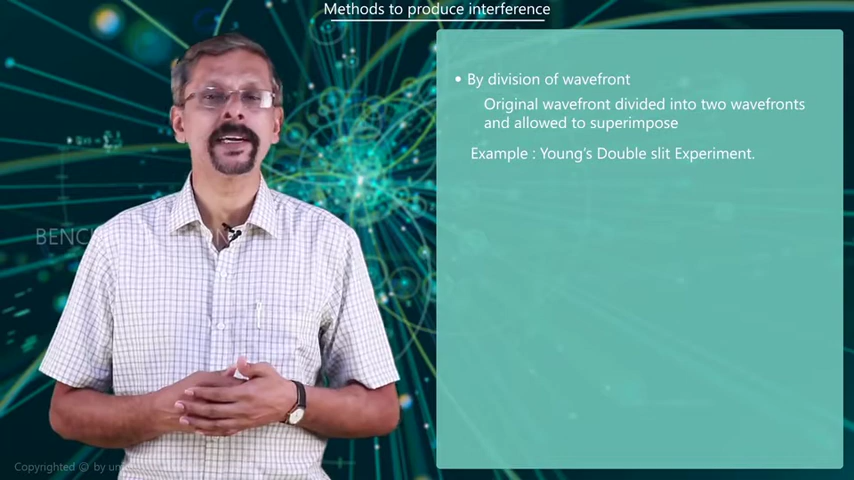 Methods to produce interference
• By division of wavefront
Original wavefront divided into two wavefronts
and allowed to superimpose
Example : Young's Double slit Experiment.
Copyrighted © by